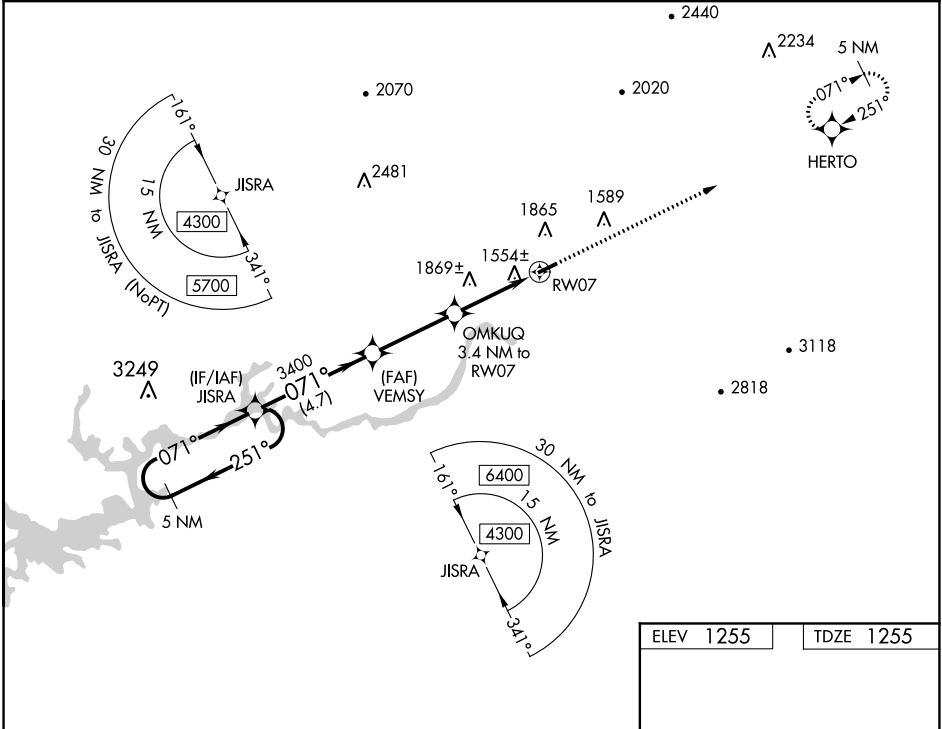 2440
2234
5 NM
2070
2020
071°
251°
HERTO
161°
30 NM to JISRA (NoPT)
15 NM
JISRA
4300
341°
5700
2481
1865
1589
1869±
1554±
RW07
OMKUQ
3.4 NM to
RW07
3118
3249
(IF/IAF)
JISRA
3400
071°
(4.7)
(FAF)
VEMSY
2818
071°
251°
5 NM
161°
6400
30 NM to JISRA
15 NM
4300
JISRA
341°
ELEV 1255
TDZE 1255